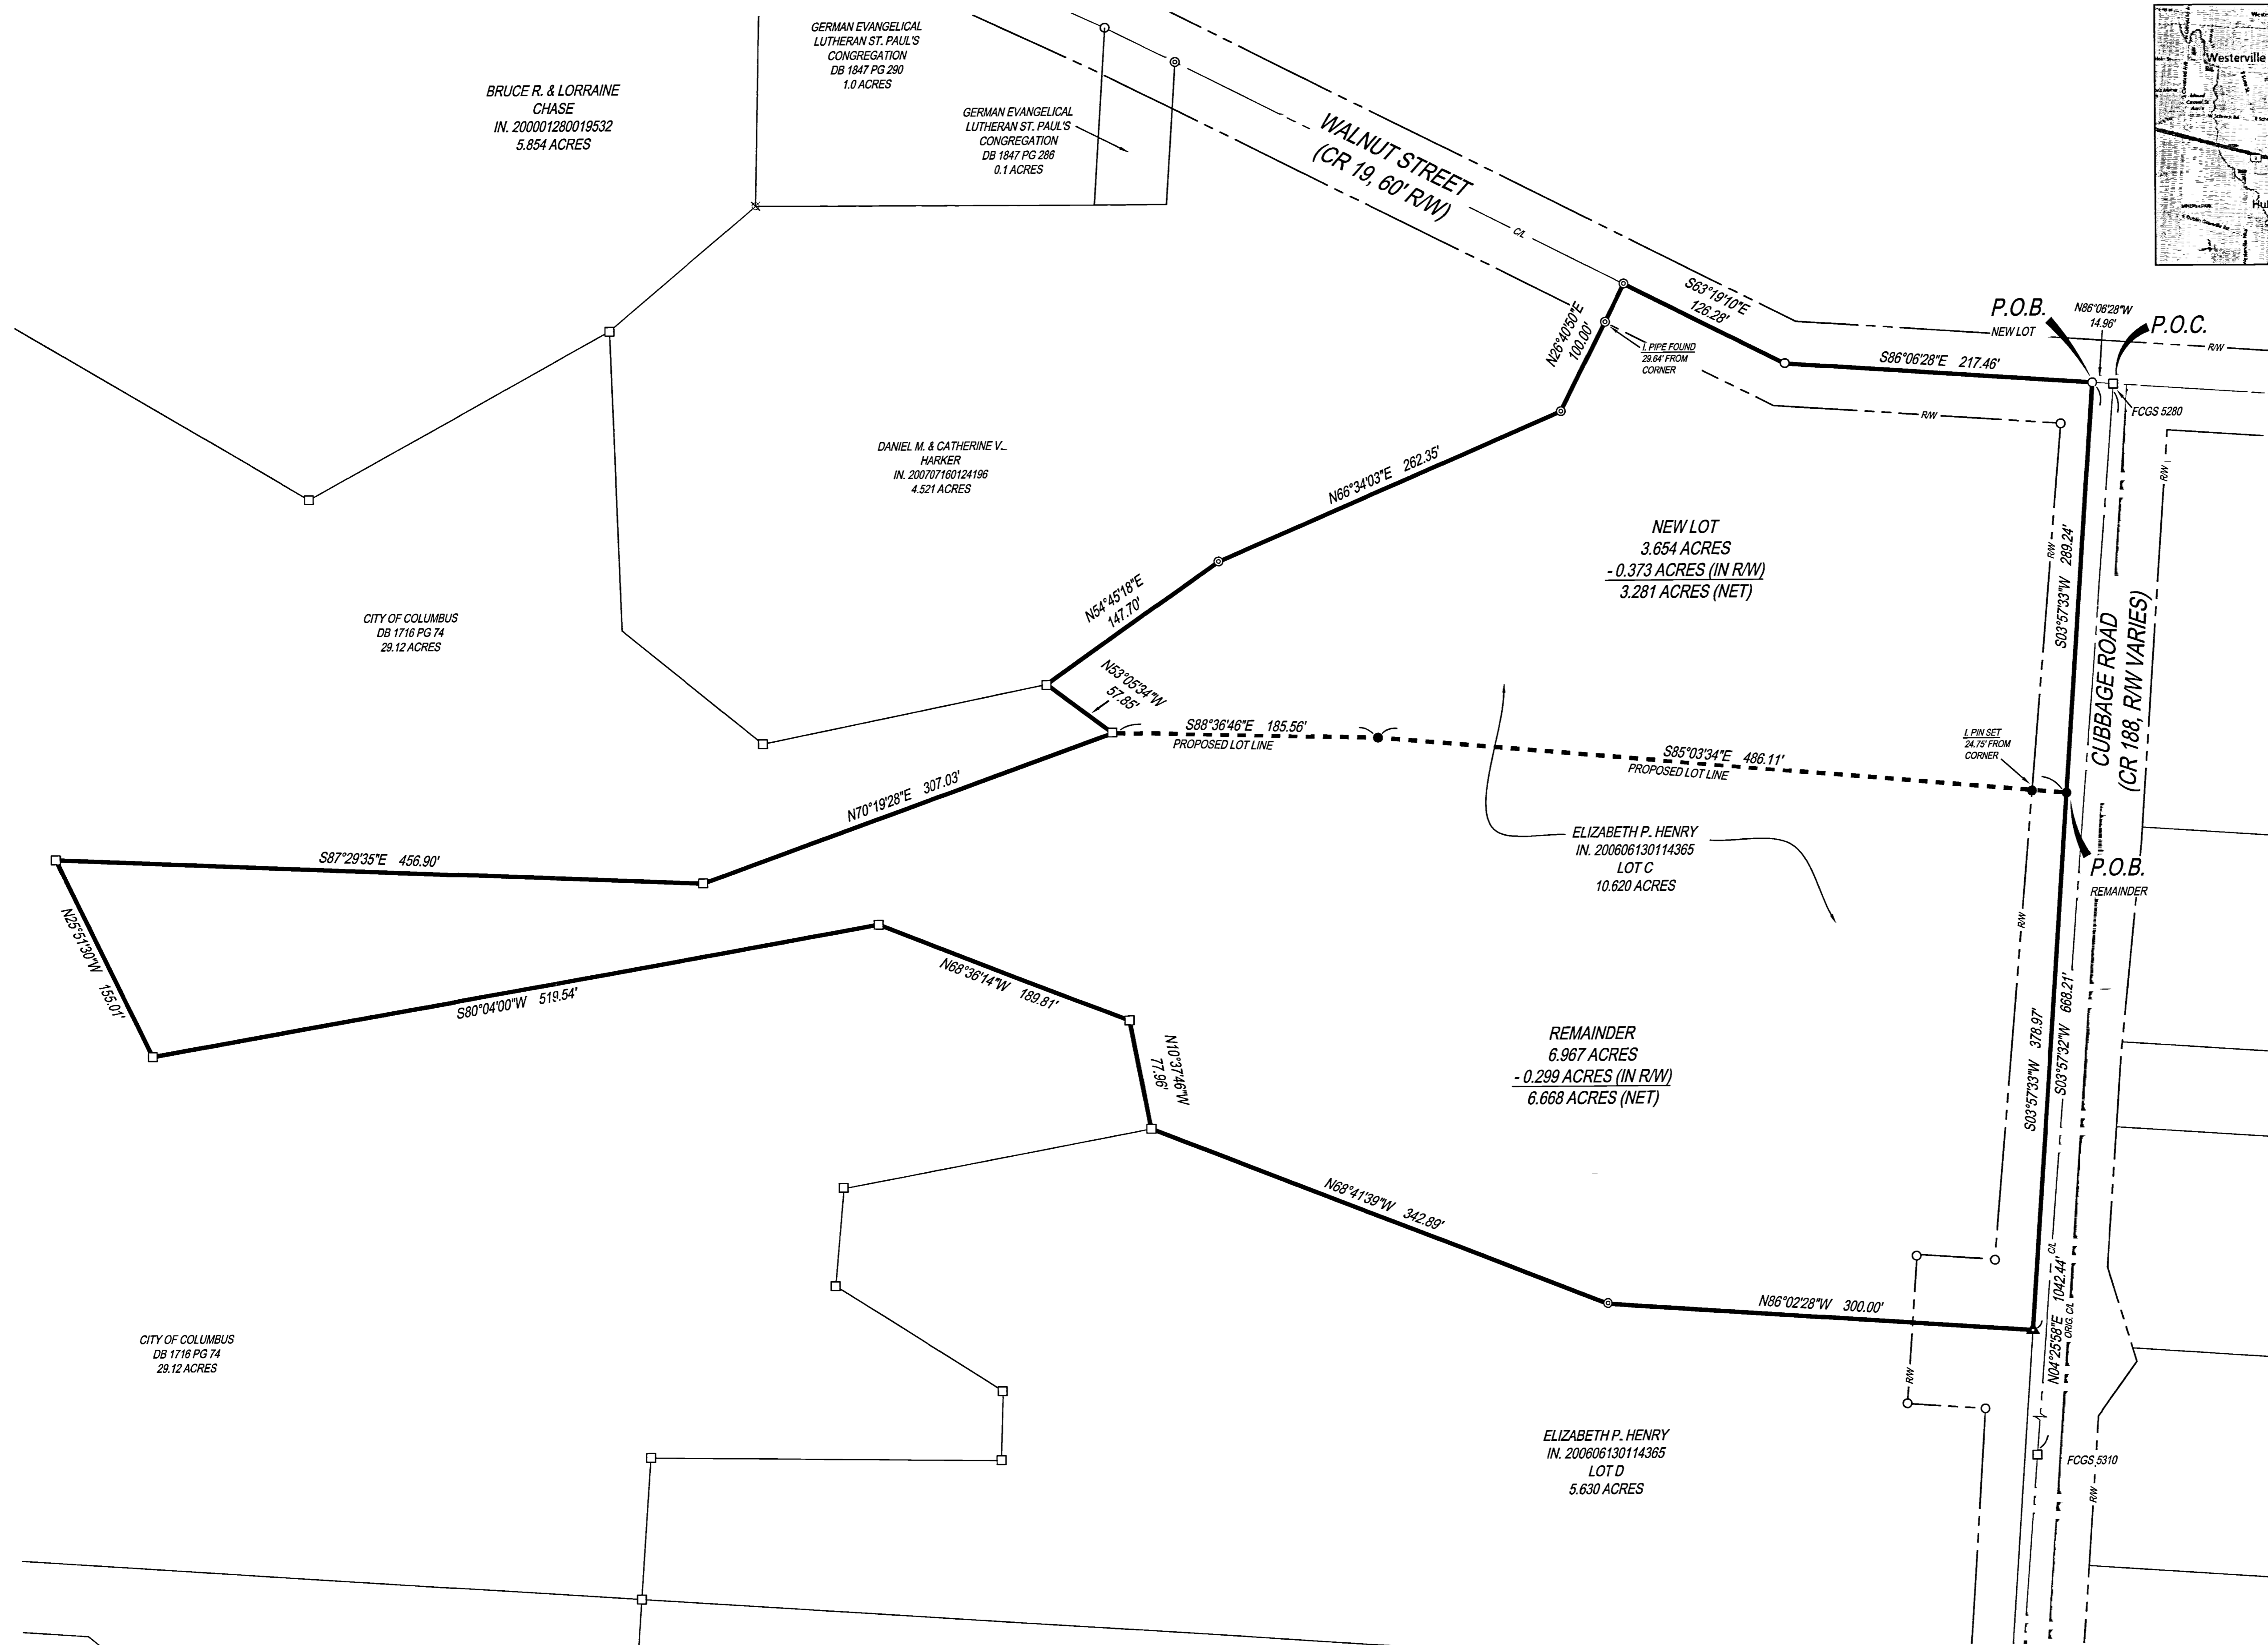 GERMAN EVANGELICAL
LUTHERAN ST. PAUL'S
CONGREGATION
DB 1847 PG 290
1.0 ACRES
BRUCE R. & LORRAINE
CHASE
IN. 200001280019532
5.854 ACRES
GERMAN EVANGELICAL
LUTHERAN ST. PAUL'S
CONGREGATION
DB 1847 PG 286
0.1 ACRES
Westerville
WALNUT STREET
(CR 19, 60' R/W)
C/L
S63°19'10"E
126.28'
N26°40'50"E
100.00'
I. PIPE FOUND
29.64' FROM
CORNER
P.O.B.
NEW LOT
N86°06'28"W
14.96'
P.O.C.
R/W
S86°06'28"E 217.46'
R/W
FCGS 5280
DANIEL M. & CATHERINE V.
HARKER
IN. 200707160124196
4.521 ACRES
N66°34'03"E 262.35'
R/W
NEW LOT
3.654 ACRES
- 0.373 ACRES (IN R/W)
3.281 ACRES (NET)
R/W
S03°57'33"W 289.24'
CUBBAGE ROAD
(CR 188, R/W VARIES)
N54°45'18"E
147.70'
CITY OF COLUMBUS
DB 1716 PG 74
29.12 ACRES
N53°05'34"W
57.85'
S88°36'46"E 185.56'
PROPOSED LOT LINE
S85°03'34"E 486.11'
PROPOSED LOT LINE
I. PIN SET
24.75' FROM
CORNER
N70°19'28"E 307.03'
ELIZABETH P. HENRY
IN. 200606130114365
LOT C
10.620 ACRES
P.O.B.
REMAINDER
S87°29'35"E 456.90'
R/W
N25°51'30"W 155.01'
S80°04'00"W 519.54'
N68°36'14"W 189.81'
N10°37'46"W
77.96'
REMAINDER
6.967 ACRES
- 0.299 ACRES (IN R/W)
6.668 ACRES (NET)
S03°57'33"W 378.97'
S03°57'32"W 668.21'
N68°41'39"W 342.89'
C/L
N04°25'58"E 1042.44'
ORIG. C/L
N86°02'28"W 300.00'
CITY OF COLUMBUS
DB 1716 PG 74
29.12 ACRES
R/W
ELIZABETH P. HENRY
IN. 200606130114365
LOT D
5.630 ACRES
FCGS 5310
R/W